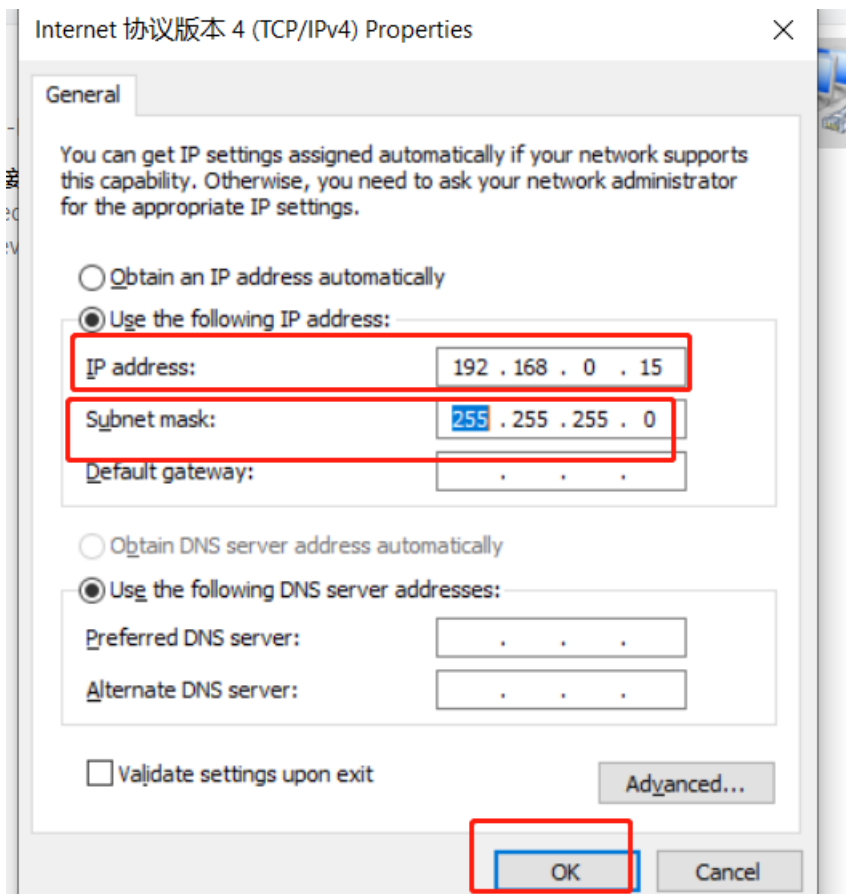 Internet 协议版本 4 (TCP/IPv4) Properties
General
You can get IP settings assigned automatically if your network supports
this capability. Otherwise, you need to ask your network administrator
for the appropriate IP settings.
Obtain an IP address automatically
Use the following IP address:
IP address: 192 . 168 . 0 . 15
Subnet mask: 255 . 255 . 255 . 0
Default gateway: . . .
Obtain DNS server address automatically
Use the following DNS server addresses:
Preferred DNS server: . . .
Alternate DNS server: . . .
Validate settings upon exit
Advanced...
OK Cancel